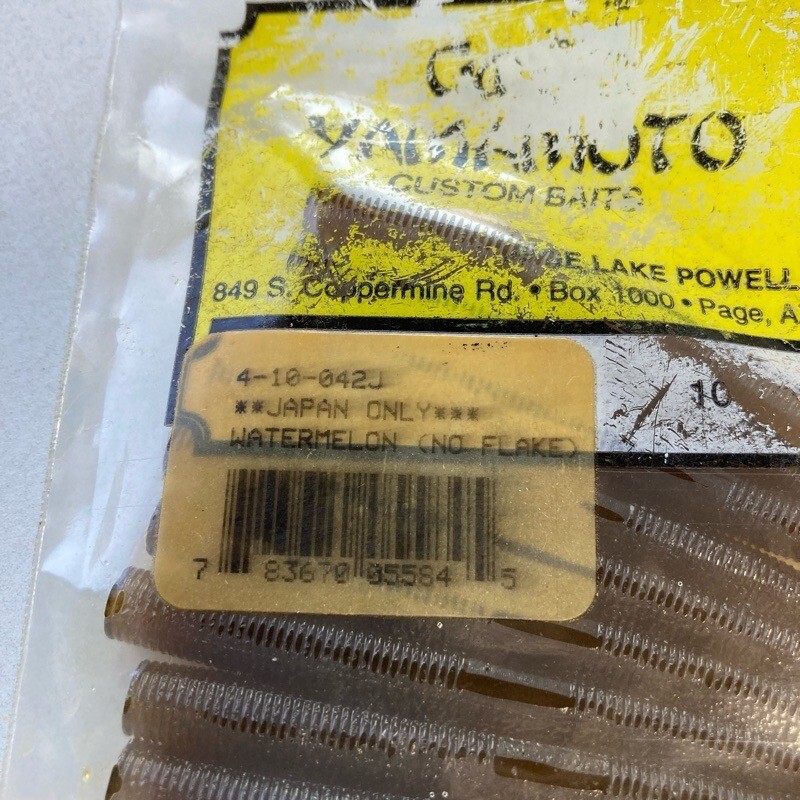 YAMAMOTO
CUSTOM BAITS
LAKE POWELL
849 S. Coppermine Rd. • Box 1000 • Page, A
10
4-10-042J
**JAPAN ONLY***
WATERMELON (NO FLAKE)
7 83670 05584 5